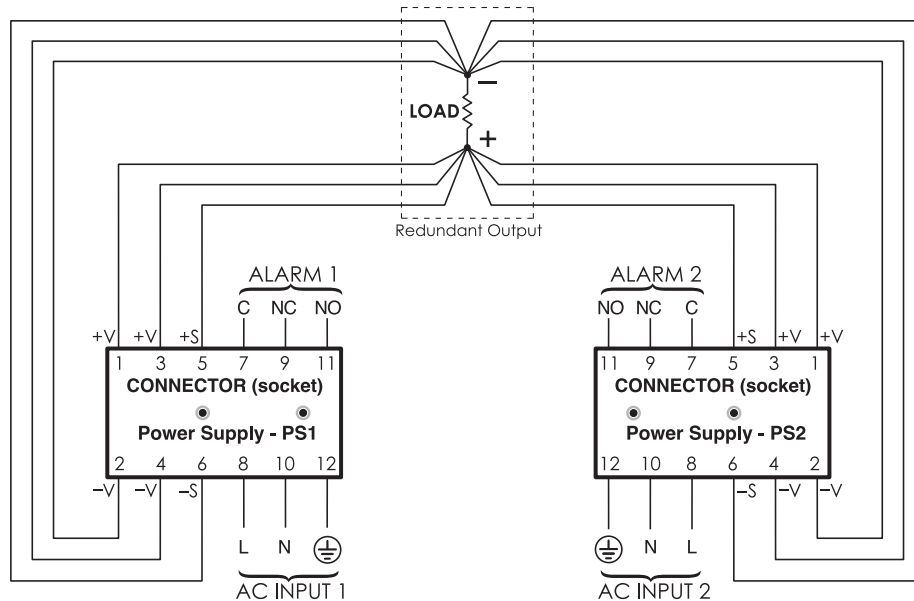 −
LOAD
+
Redundant Output
ALARM 1 ALARM 2
C NC NO NO NC C
+V +V +S +S +V +V
1 3 5 7 9 11 11 9 7 5 3 1
CONNECTOR (socket) CONNECTOR (socket)
Power Supply - PS1 Power Supply - PS2
2 4 6 8 10 12 12 10 8 6 4 2
–V –V –S –S –V –V
L N N L
AC INPUT 1 AC INPUT 2